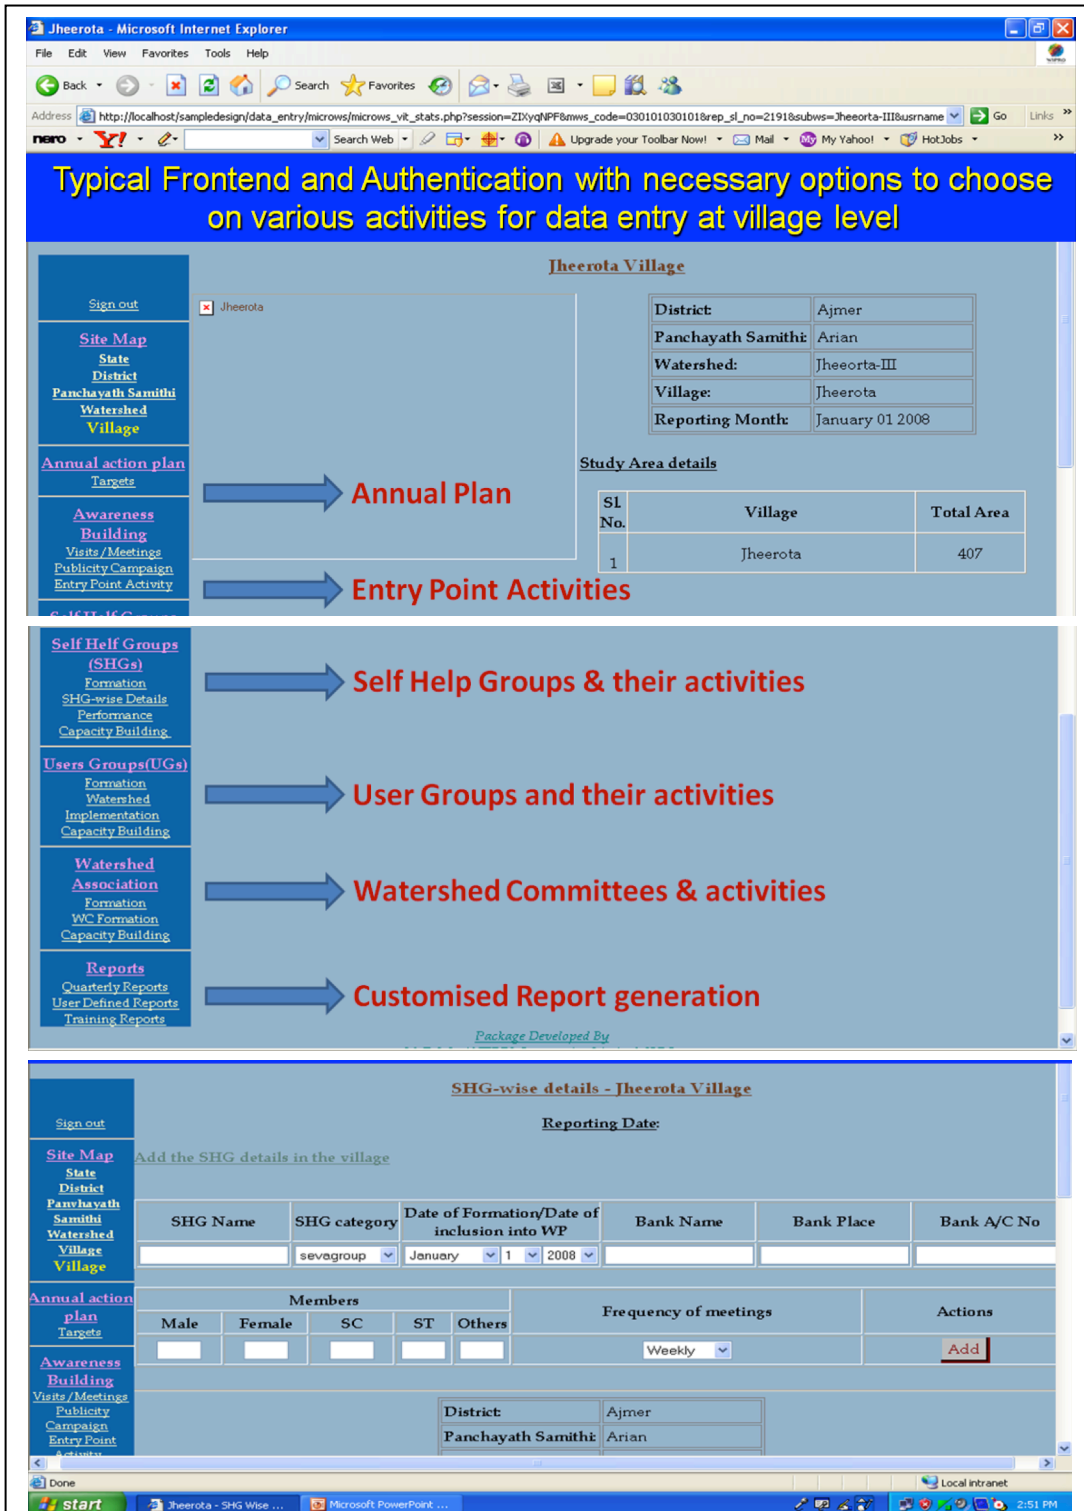 Jheerota - Microsoft Internet Explorer
File Edit View Favorites Tools Help
WIPRO
Back Search Favorites
Address http://localhost/sampledesign/data_entry/microws/microws_vit_stats.php?session=ZIXyqNPF&mws_code=0301010301018&rep_sl_no=2191&subws=Jheeorta-III&usrname Go Links »
nero Y! Search Web Upgrade your Toolbar Now! Mail My Yahoo! HotJobs »
Typical Frontend and Authentication with necessary options to choose
on various activities for data entry at village level
Jheerota Village
Sign out
Jheerota
District: Ajmer
Panchayath Samithi: Arian
Watershed: Jheeorta-III
Village: Jheerota
Reporting Month: January 01 2008
Site Map
State
District
Panchayath Samithi
Watershed
Village
Study Area details
Sl No. Village Total Area
1 Jheerota 407
Annual action plan
Targets
Annual Plan
Awareness
Building
Visits/Meetings
Publicity Campaign
Entry Point Activity
Entry Point Activities
Self Helf Groups
Self Helf Groups
(SHGs)
Formation
SHG-wise Details
Performance
Capacity Building
Self Help Groups & their activities
Users Groups(UGs)
Formation
Watershed
Implementation
Capacity Building
User Groups and their activities
Watershed
Association
Formation
WC Formation
Capacity Building
Watershed Committees & activities
Reports
Quarterly Reports
User Defined Reports
Training Reports
Customised Report generation
Package Developed By
SHG-wise details - Jheerota Village
Sign out
Reporting Date:
Site Map
State
District
Panvhayath
Samithi
Watershed
Village
Village
Add the SHG details in the village
SHG Name SHG category Date of Formation/Date of inclusion into WP Bank Name Bank Place Bank A/C No
sevagroup January 1 2008
Annual action
plan
Targets
Members Frequency of meetings Actions
Male Female SC ST Others
Weekly Add
Awareness
Building
Visits/Meetings
Publicity
Campaign
Entry Point
Activity
District: Ajmer
Panchayath Samithi: Arian
Done Local intranet
start Jheerota - SHG Wise ... Microsoft PowerPoint ... 2:51 PM